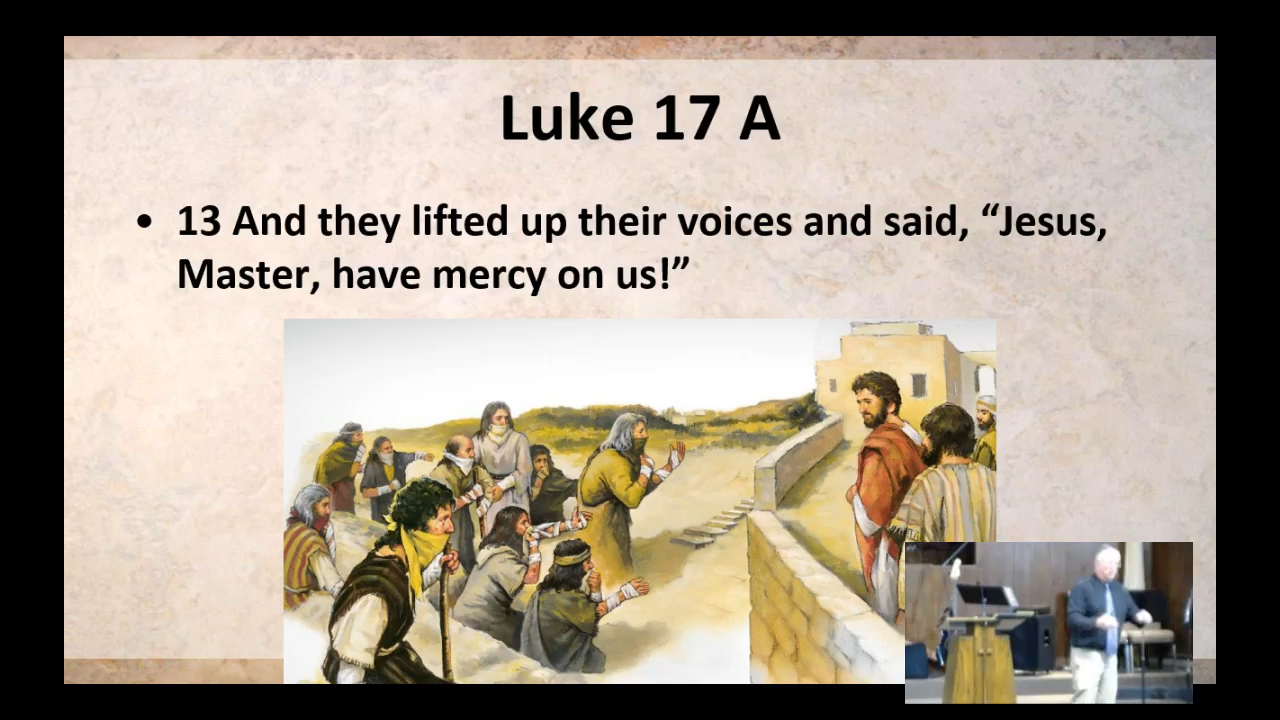 Luke 17 A
• 13 And they lifted up their voices and said, “Jesus,
Master, have mercy on us!”